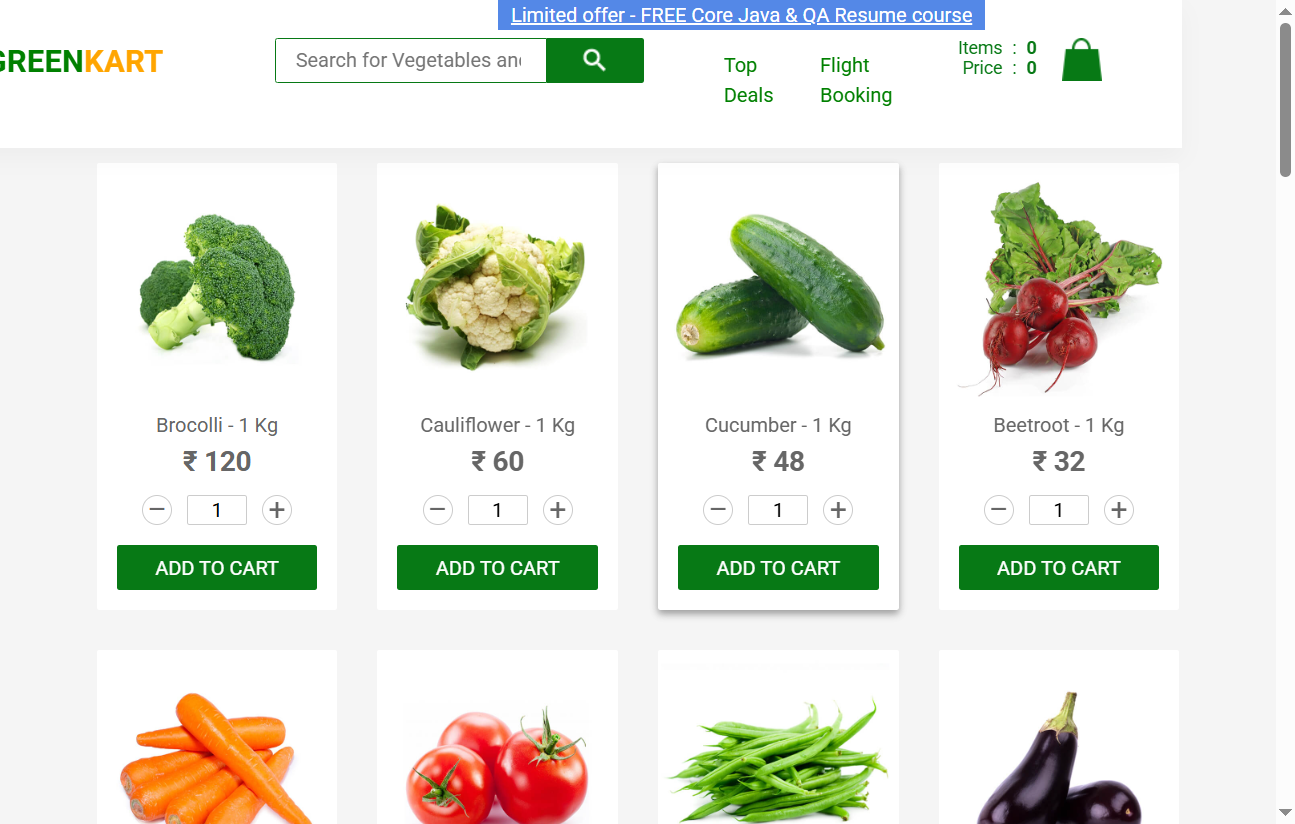 Limited offer - FREE Core Java & QA Resume course
GREENKART
Search for Vegetables an
Top Deals
Flight Booking
Items : 0
Price : 0
Brocolli - 1 Kg
₹ 120
− 1 +
ADD TO CART
Cauliflower - 1 Kg
₹ 60
− 1 +
ADD TO CART
Cucumber - 1 Kg
₹ 48
− 1 +
ADD TO CART
Beetroot - 1 Kg
₹ 32
− 1 +
ADD TO CART